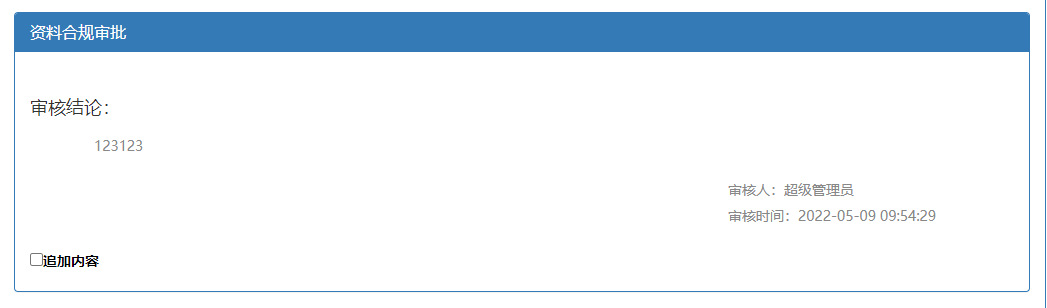 资料合规审批
审核结论：
123123
审核人：超级管理员
审核时间：2022-05-09 09:54:29
追加内容